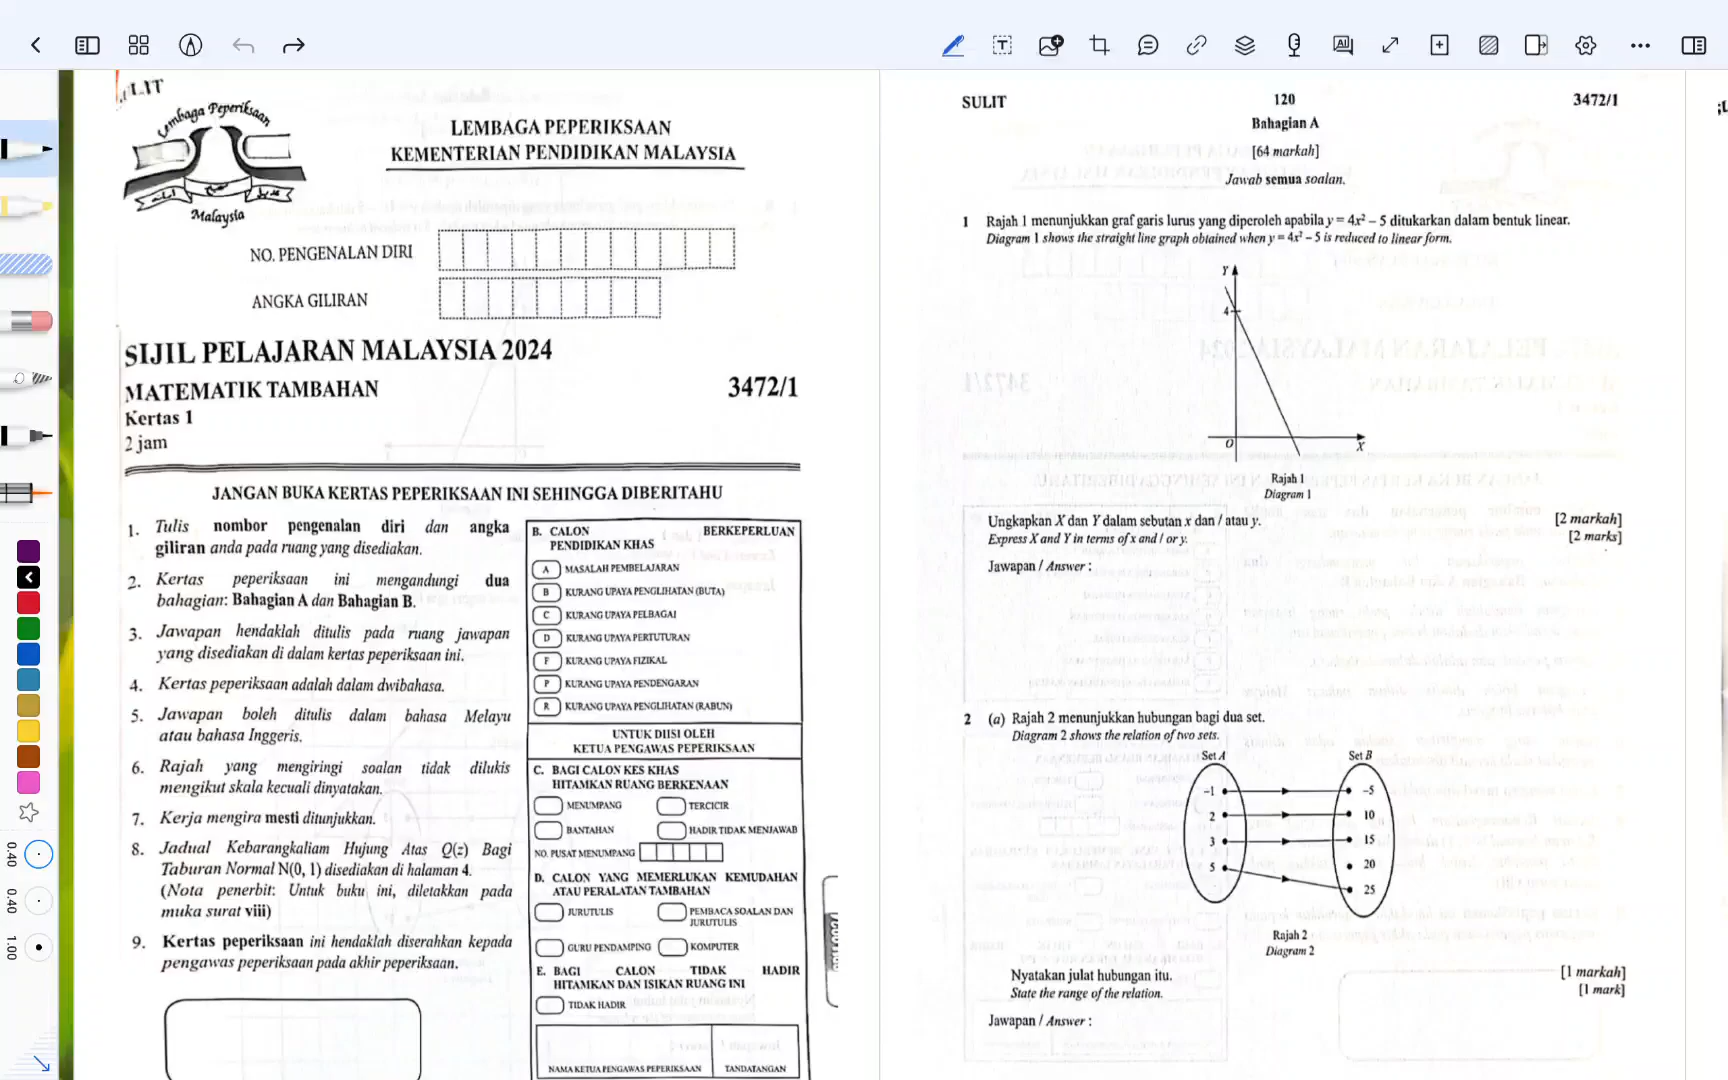 LEMBAGA PEPERIKSAAN
KEMENTERIAN PENDIDIKAN MALAYSIA
Lembaga Peperiksaan
Malaysia
NO. PENGENALAN DIRI
ANGKA GILIRAN
SIJIL PELAJARAN MALAYSIA 2024
MATEMATIK TAMBAHAN 3472/1
Kertas 1
2 jam
JANGAN BUKA KERTAS PEPERIKSAAN INI SEHINGGA DIBERITAHU
1. Tulis nombor pengenalan diri dan angka
giliran anda pada ruang yang disediakan.
2. Kertas peperiksaan ini mengandungi dua
bahagian: Bahagian A dan Bahagian B.
3. Jawapan hendaklah ditulis pada ruang jawapan
yang disediakan di dalam kertas peperiksaan ini.
4. Kertas peperiksaan adalah dalam dwibahasa.
5. Jawapan boleh ditulis dalam bahasa Melayu
atau bahasa Inggeris.
6. Rajah yang mengiringi soalan tidak dilukis
mengikut skala kecuali dinyatakan.
7. Kerja mengira mesti ditunjukkan.
8. Jadual Kebarangkaliam Hujung Atas Q(z) Bagi
Taburan Normal N(0, 1) disediakan di halaman 4.
(Nota penerbit: Untuk buku ini, diletakkan pada
muka surat viii)
9. Kertas peperiksaan ini hendaklah diserahkan kepada
pengawas peperiksaan pada akhir peperiksaan.
B. CALON BERKEPERLUAN
PENDIDIKAN KHAS
A MASALAH PEMBELAJARAN
B KURANG UPAYA PENGLIHATAN (BUTA)
C KURANG UPAYA PELBAGAI
D KURANG UPAYA PERTUTURAN
F KURANG UPAYA FIZIKAL
P KURANG UPAYA PENDENGARAN
R KURANG UPAYA PENGLIHATAN (RABUN)
UNTUK DIISI OLEH
KETUA PENGAWAS PEPERIKSAAN
C. BAGI CALON KES KHAS
HITAMKAN RUANG BERKENAAN
MENUMPANG TERCICIR
BANTAHAN HADIR TIDAK MENJAWAB
NO. PUSAT MENUMPANG
D. CALON YANG MEMERLUKAN KEMUDAHAN
ATAU PERALATAN TAMBAHAN
JURUTULIS PEMBACA SOALAN DAN
JURUTULIS
GURU PENDAMPING KOMPUTER
E. BAGI CALON TIDAK HADIR
HITAMKAN DAN ISIKAN RUANG INI
TIDAK HADIR
NAMA KETUA PENGAWAS PEPERIKSAAN TANDATANGAN
0.40
0.40
1.00
SULIT 120 3472/1
Bahagian A
[64 markah]
Jawab semua soalan.
1 Rajah 1 menunjukkan graf garis lurus yang diperoleh apabila y = 4x² – 5 ditukarkan dalam bentuk linear.
Diagram 1 shows the straight line graph obtained when y = 4x² – 5 is reduced to linear form.
Y
4
O
X
Rajah 1
Diagram 1
Ungkapkan X dan Y dalam sebutan x dan / atau y. [2 markah]
Express X and Y in terms of x and / or y. [2 marks]
Jawapan / Answer :
2 (a) Rajah 2 menunjukkan hubungan bagi dua set.
Diagram 2 shows the relation of two sets.
Set A Set B
–1 –5
2 10
3 15
5 20
25
Rajah 2
Diagram 2
Nyatakan julat hubungan itu. [1 markah]
State the range of the relation. [1 mark]
Jawapan / Answer :